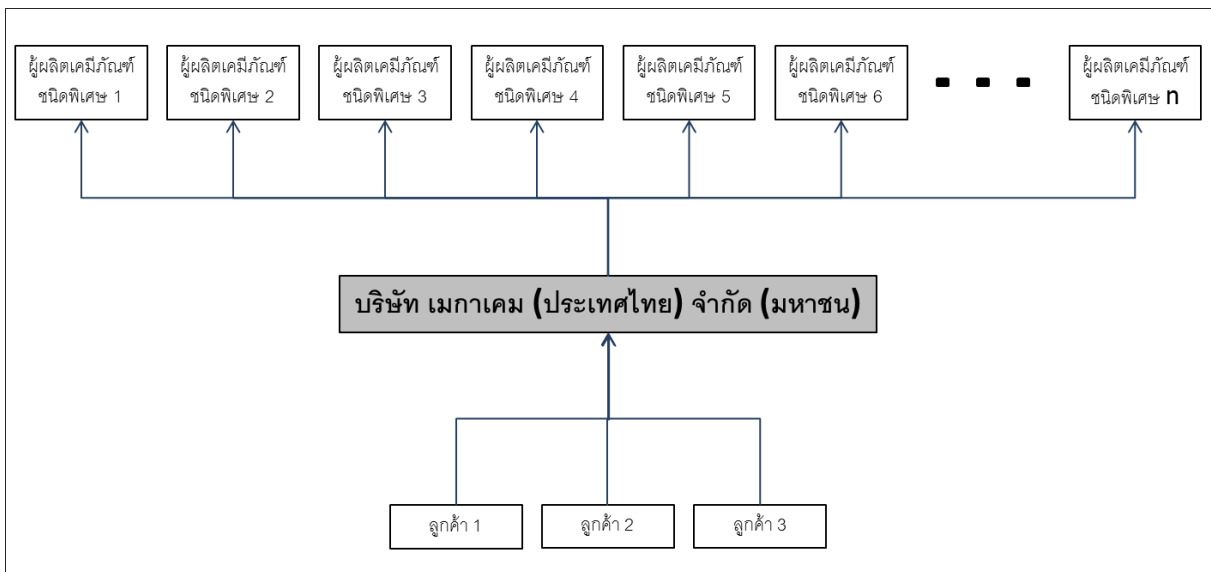 ผู้ผลิตเคมีภัณฑ์
ชนิดพิเศษ 1
ผู้ผลิตเคมีภัณฑ์
ชนิดพิเศษ 2
ผู้ผลิตเคมีภัณฑ์
ชนิดพิเศษ 3
ผู้ผลิตเคมีภัณฑ์
ชนิดพิเศษ 4
ผู้ผลิตเคมีภัณฑ์
ชนิดพิเศษ 5
ผู้ผลิตเคมีภัณฑ์
ชนิดพิเศษ 6
- - -
ผู้ผลิตเคมีภัณฑ์
ชนิดพิเศษ n
บริษัท เมกาเคม (ประเทศไทย) จำกัด (มหาชน)
ลูกค้า 1
ลูกค้า 2
ลูกค้า 3